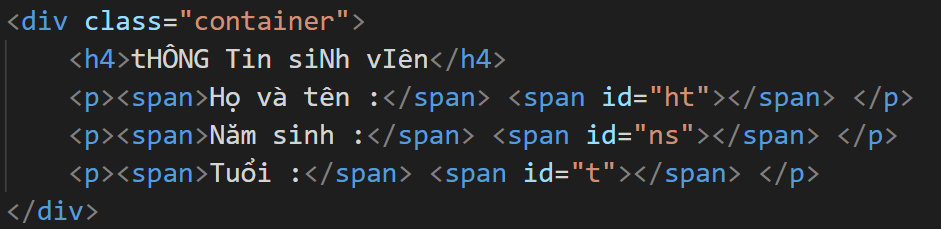 <div class="container">
<h4>tHÔNG Tin siNh vIên</h4>
<p><span>Họ và tên :</span> <span id="ht"></span> </p>
<p><span>Năm sinh :</span> <span id="ns"></span> </p>
<p><span>Tuổi :</span> <span id="t"></span> </p>
</div>